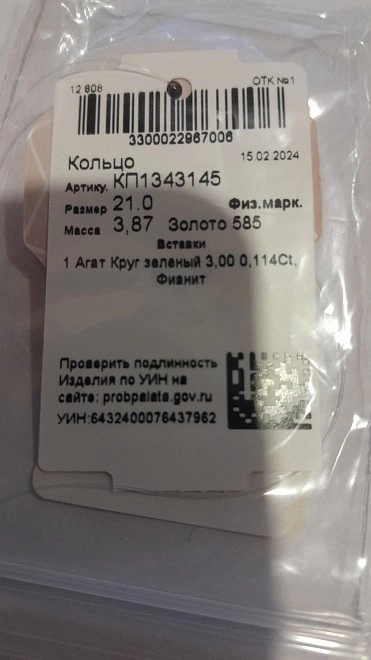 12 808 ОТК №1
3300022967006
Кольцо 15 02 2024
Артику. КП1343145
Размер 21.0 Физ.марк.
Масса 3,87 Золото 585
Вставки
1 Агат Круг зеленый 3,00 0,114Ct,
Фианит
Проверить подлинность
Изделия по УИН на
сайте: probpalata.gov.ru
УИН:6432400076437962